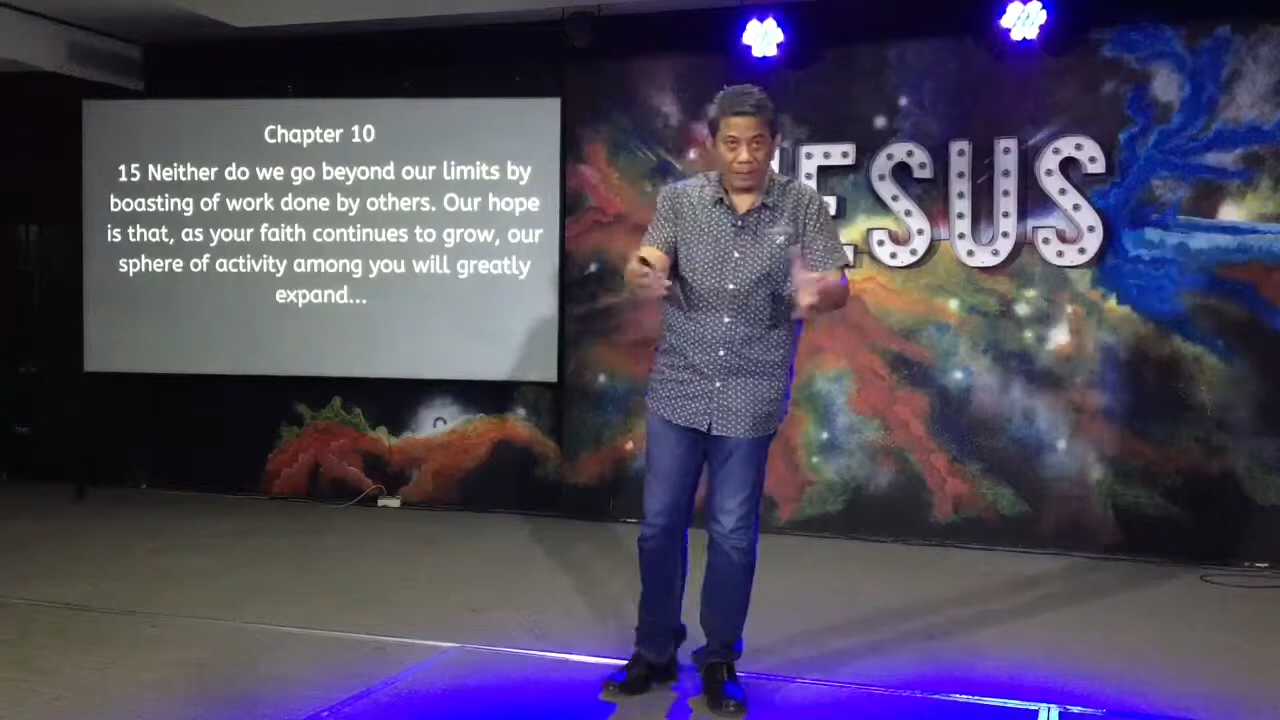 Chapter 10
15 Neither do we go beyond our limits by
boasting of work done by others. Our hope
is that, as your faith continues to grow, our
sphere of activity among you will greatly
expand...
JESUS